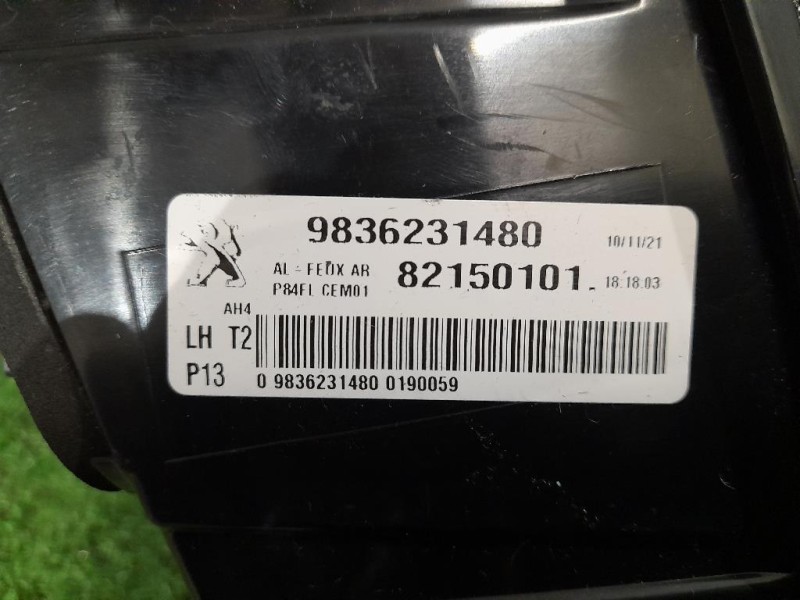 9836231480 10/11/21
AL - FEUX AR 82150101. 18:18:03
P84FL CEM01
AH4
LH T2
P13 0 9836231480 0190059